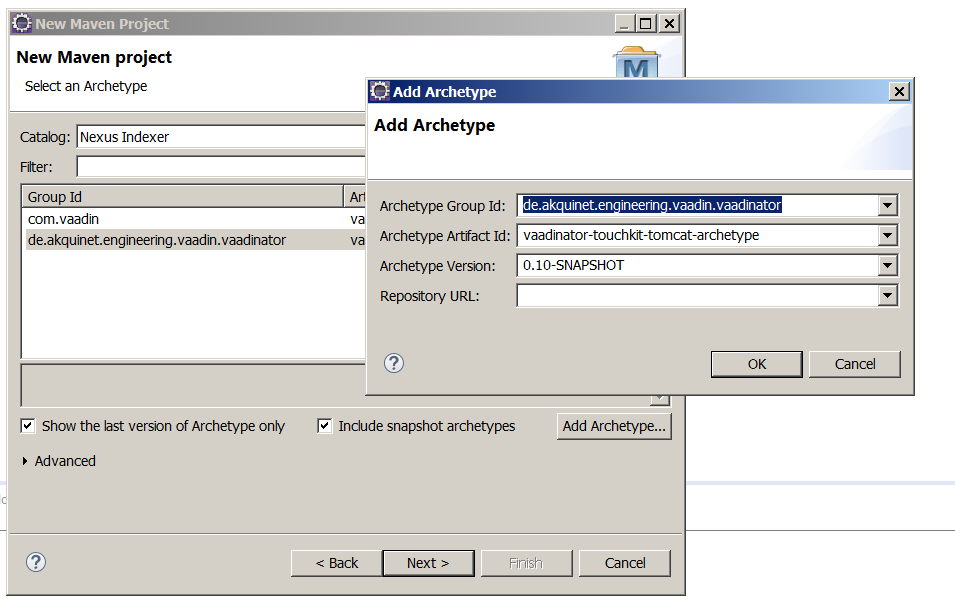 New Maven Project
New Maven project
Select an Archetype
M
Catalog: Nexus Indexer
Filter:
Group Id
com.vaadin va
de.akquinet.engineering.vaadin.vaadinator va
Show the last version of Archetype only Include snapshot archetypes Add Archetype...
Advanced
? < Back Next > Finish Cancel
Add Archetype
Add Archetype
Archetype Group Id: de.akquinet.engineering.vaadin.vaadinator
Archetype Artifact Id: vaadinator-touchkit-tomcat-archetype
Archetype Version: 0.10-SNAPSHOT
Repository URL:
? OK Cancel